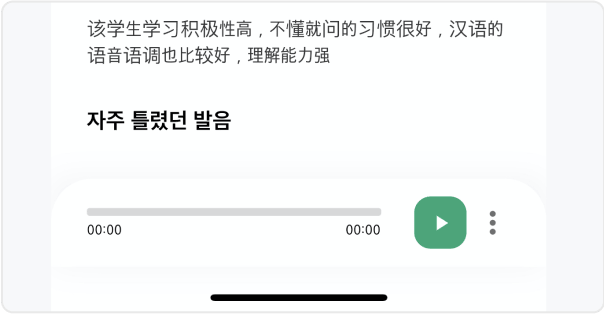 该学生学习积极性高，不懂就问的习惯很好，汉语的
语音语调也比较好，理解能力强
자주 틀렸던 발음
00:00 00:00